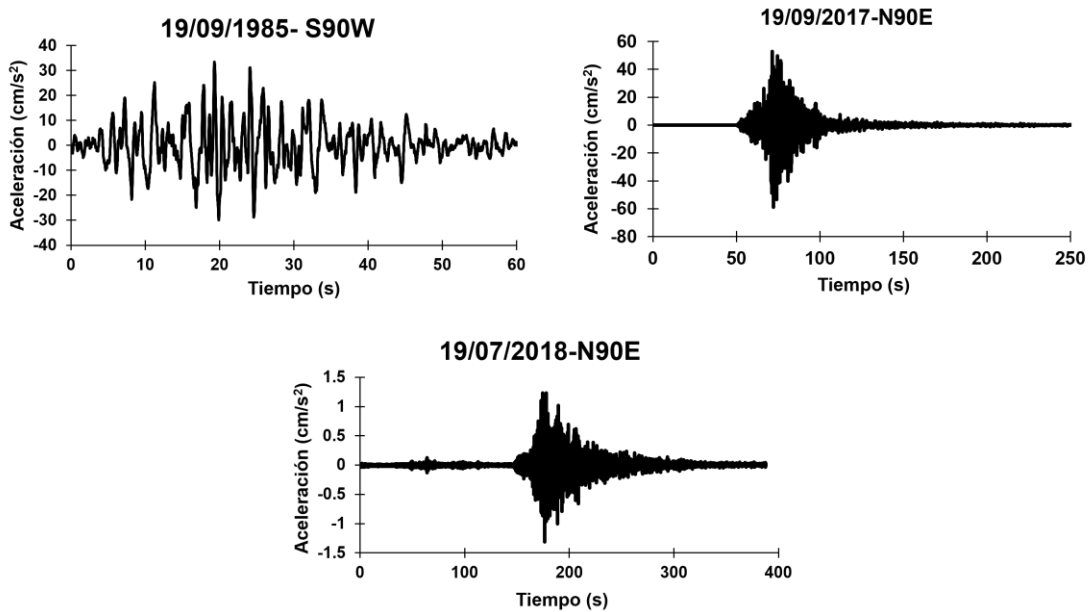 19/09/1985- S90W
Aceleración (cm/s²)
40
30
20
10
0
-10
-20
-30
-40
0 10 20 30 40 50 60
Tiempo (s)
19/09/2017-N90E
Aceleración (cm/s²)
60
40
20
0
-20
-40
-60
-80
0 50 100 150 200 250
Tiempo (s)
19/07/2018-N90E
Aceleración (cm/s²)
1.5
1
0.5
0
-0.5
-1
-1.5
0 100 200 300 400
Tiempo (s)